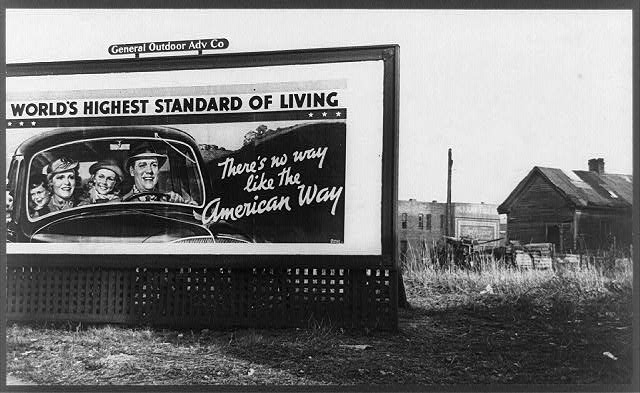 General Outdoor Adv Co
WORLD'S HIGHEST STANDARD OF LIVING
There's no way
like the
American Way